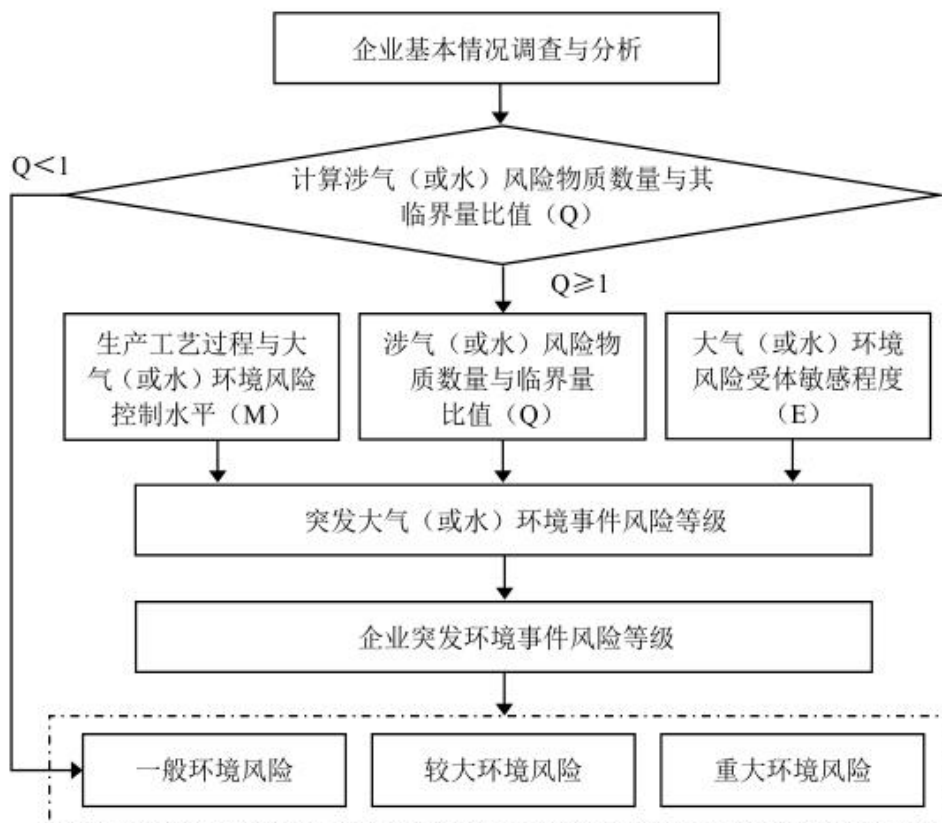 企业基本情况调查与分析
Q＜1
计算涉气（或水）风险物质数量与其
临界量比值（Q）
Q≥1
生产工艺过程与大
气（或水）环境风险
控制水平（M）
涉气（或水）风险物
质数量与临界量
比值（Q）
大气（或水）环境
风险受体敏感程度
（E）
突发大气（或水）环境事件风险等级
企业突发环境事件风险等级
一般环境风险
较大环境风险
重大环境风险